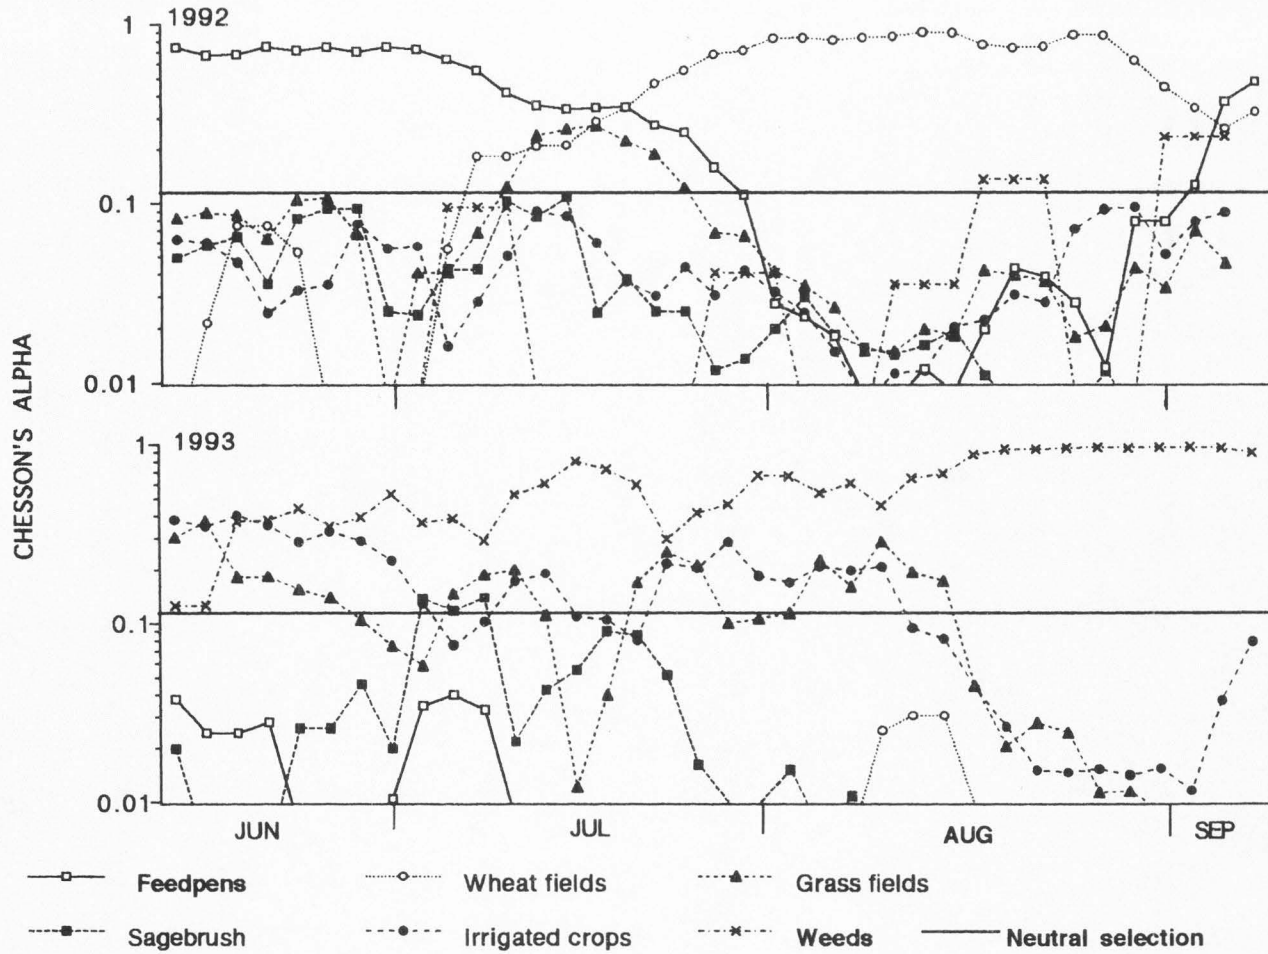 1
1992
0.1
0.01
CHESSON'S ALPHA
1
1993
0.1
0.01
JUN JUL AUG SEP
Feedpens Wheat fields Grass fields
Sagebrush Irrigated crops Weeds Neutral selection